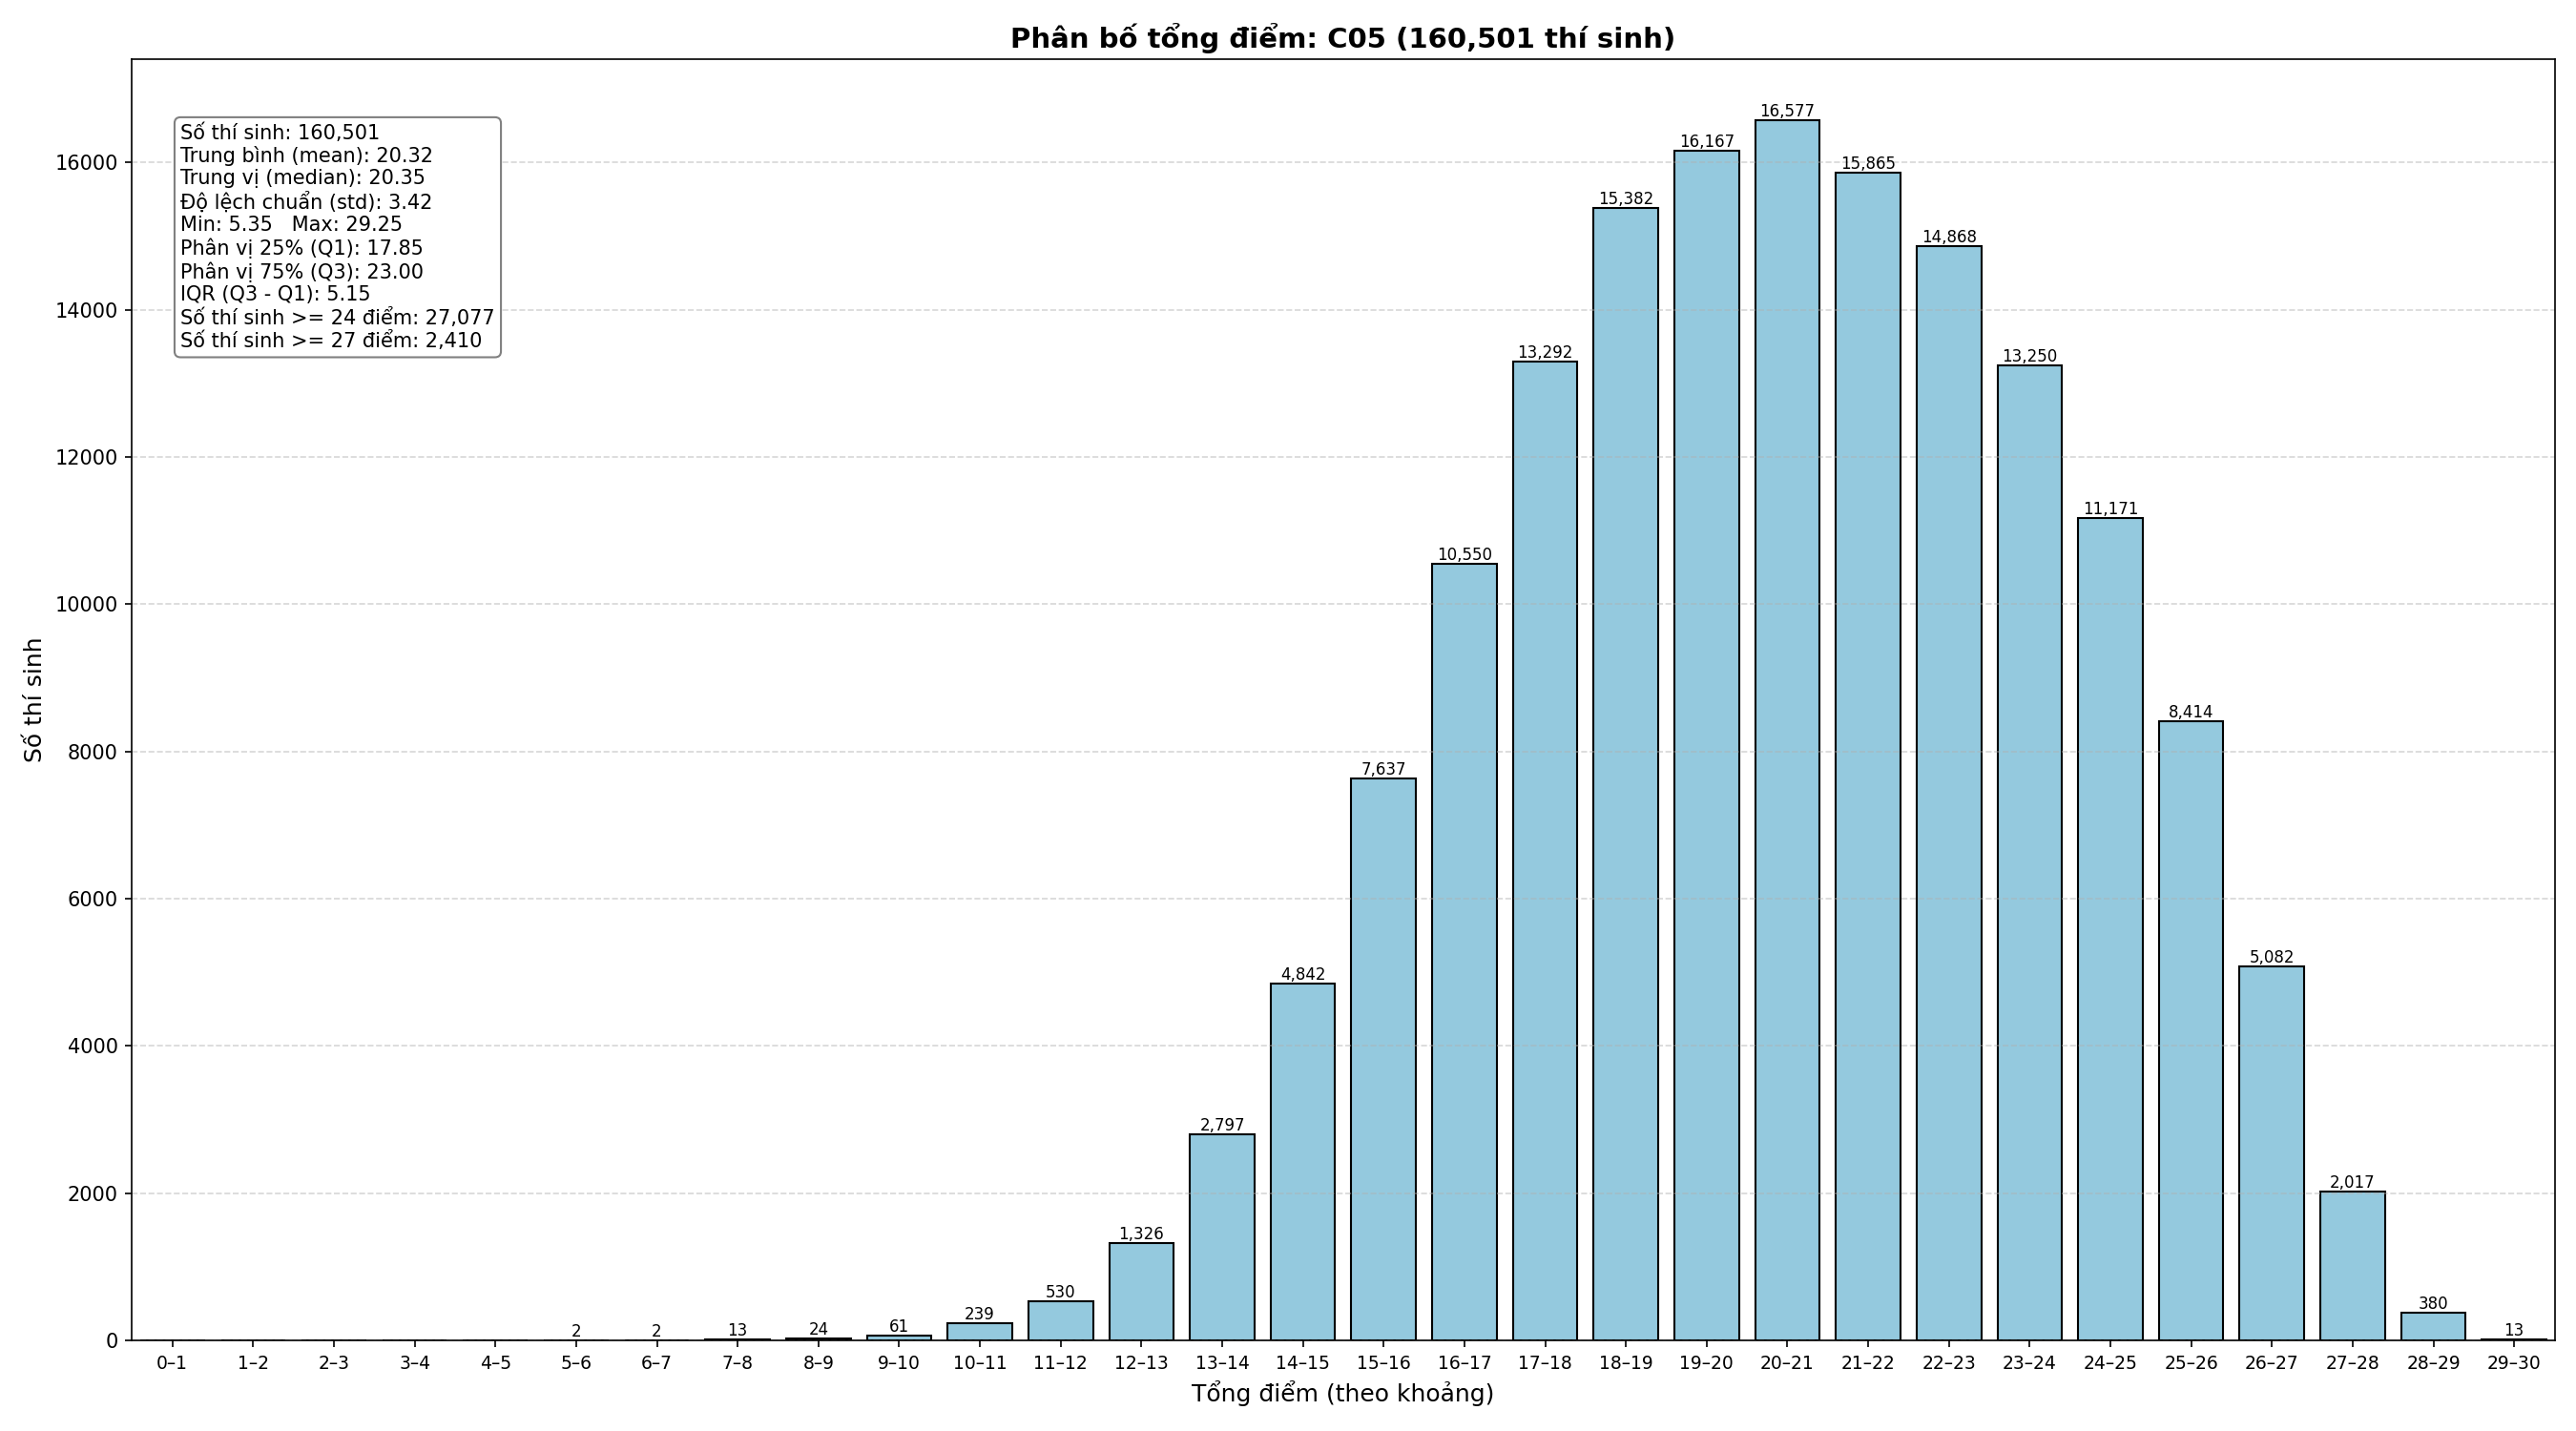 Phân bố tổng điểm: C05 (160,501 thí sinh)
Số thí sinh: 160,501
Trung bình (mean): 20.32
Trung vị (median): 20.35
Độ lệch chuẩn (std): 3.42
Min: 5.35   Max: 29.25
Phân vị 25% (Q1): 17.85
Phân vị 75% (Q3): 23.00
IQR (Q3 - Q1): 5.15
Số thí sinh >= 24 điểm: 27,077
Số thí sinh >= 27 điểm: 2,410
Số thí sinh
16000
14000
12000
10000
8000
6000
4000
2000
0
2
2
13
24
61
239
530
1,326
2,797
4,842
7,637
10,550
13,292
15,382
16,167
16,577
15,865
14,868
13,250
11,171
8,414
5,082
2,017
380
13
0–1 1–2 2–3 3–4 4–5 5–6 6–7 7–8 8–9 9–10 10–11 11–12 12–13 13–14 14–15 15–16 16–17 17–18 18–19 19–20 20–21 21–22 22–23 23–24 24–25 25–26 26–27 27–28 28–29 29–30
Tổng điểm (theo khoảng)